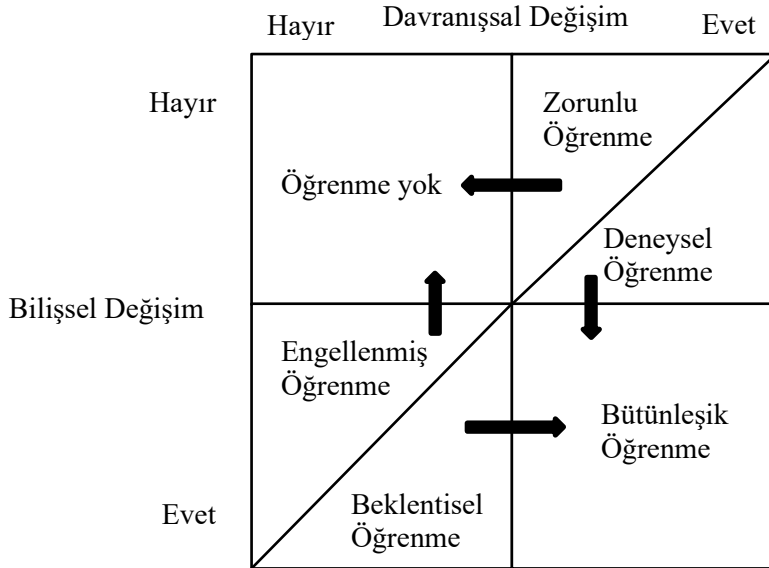 Davranışsal Değişim
Hayır
Evet
Hayır
Zorunlu
Öğrenme
Öğrenme yok
Deneysel
Öğrenme
Bilişsel Değişim
Engellenmiş
Öğrenme
Bütünleşik
Öğrenme
Beklentisel
Öğrenme
Evet